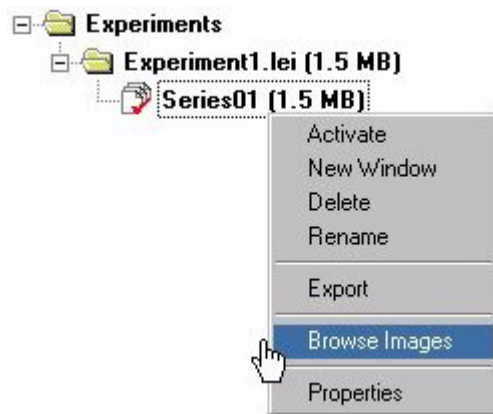 Experiments
Experiment1.lei (1.5 MB)
Series01 (1.5 MB)
Activate
New Window
Delete
Rename
Export
Browse Images
Properties